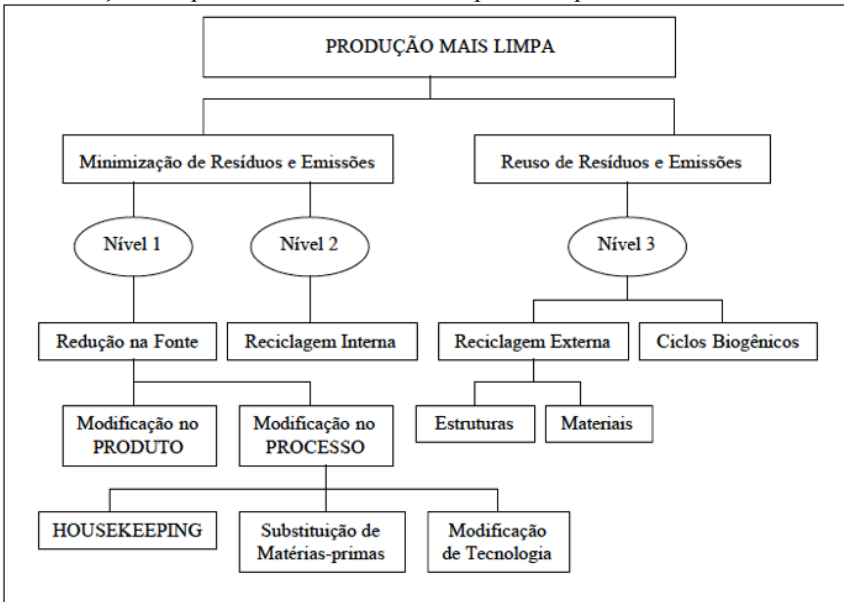 PRODUÇÃO MAIS LIMPA
Minimização de Resíduos e Emissões
Reuso de Resíduos e Emissões
Nível 1
Nível 2
Nível 3
Redução na Fonte
Reciclagem Interna
Reciclagem Externa
Ciclos Biogênicos
Modificação no
PRODUTO
Modificação no
PROCESSO
Estruturas
Materiais
HOUSEKEEPING
Substituição de
Matérias-primas
Modificação
de Tecnologia